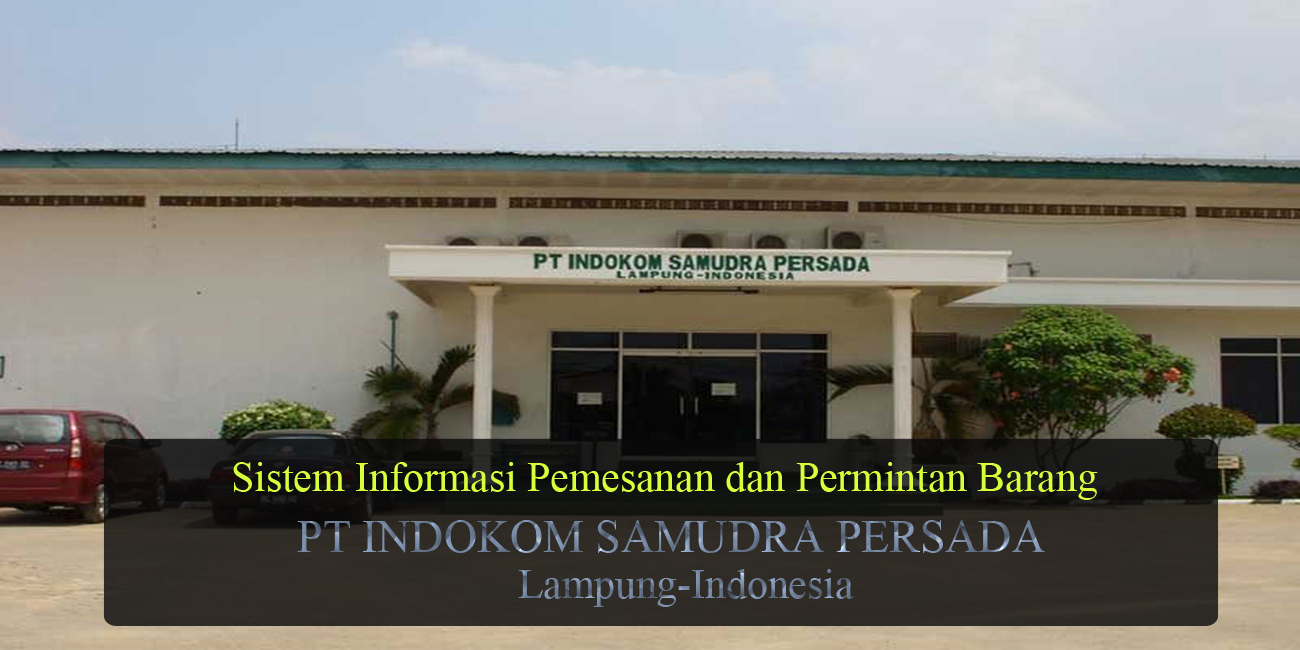 PT INDOKOM SAMUDRA PERSADA
LAMPUNG-INDONESIA
Sistem Informasi Pemesanan dan Permintan Barang
PT INDOKOM SAMUDRA PERSADA
Lampung-Indonesia